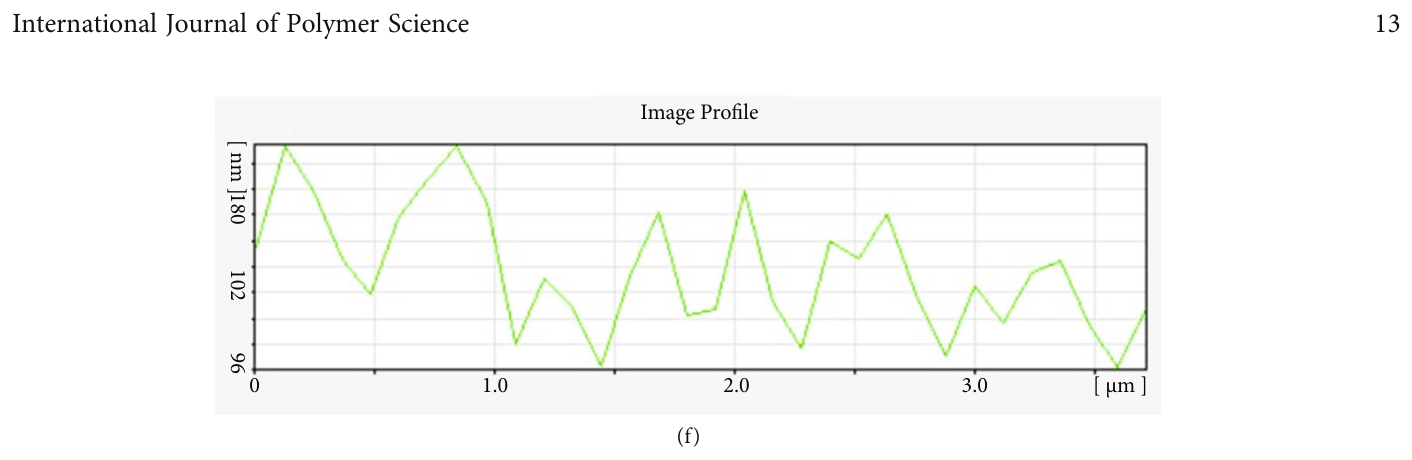 International Journal of Polymer Science 13
Image Profile
[ nm ]
180
102
96
0 1.0 2.0 3.0 [ µm ]
(f)